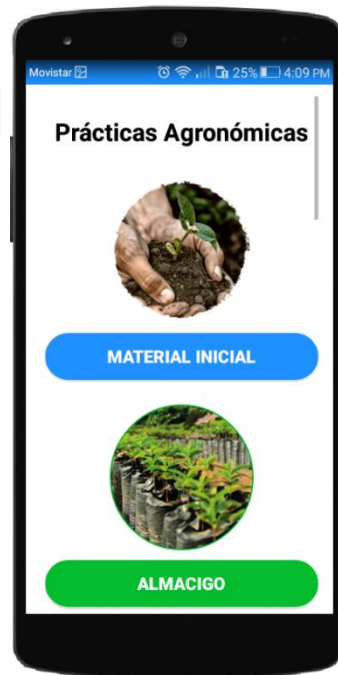 Movistar 25% 4:09 PM
Prácticas Agronómicas
MATERIAL INICIAL
ALMACIGO